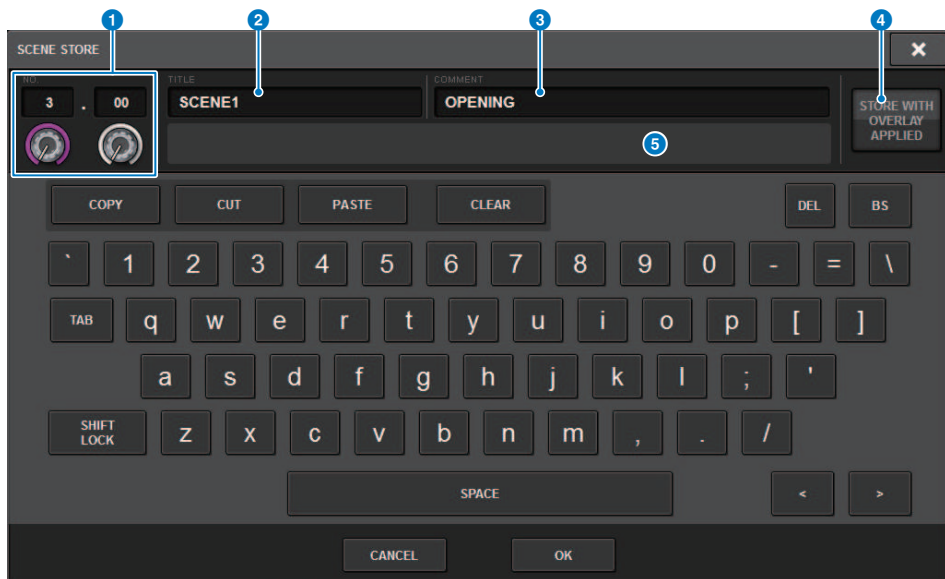 1 2 3 4
SCENE STORE ×
NO. TITLE COMMENT
3 . 00 SCENE1 OPENING
STORE WITH
OVERLAY
APPLIED
5
COPY CUT PASTE CLEAR DEL BS
` 1 2 3 4 5 6 7 8 9 0 - = \
TAB q w e r t y u i o p [ ]
a s d f g h j k l ; '
SHIFT
LOCK
z x c v b n m , . /
SPACE < >
CANCEL OK